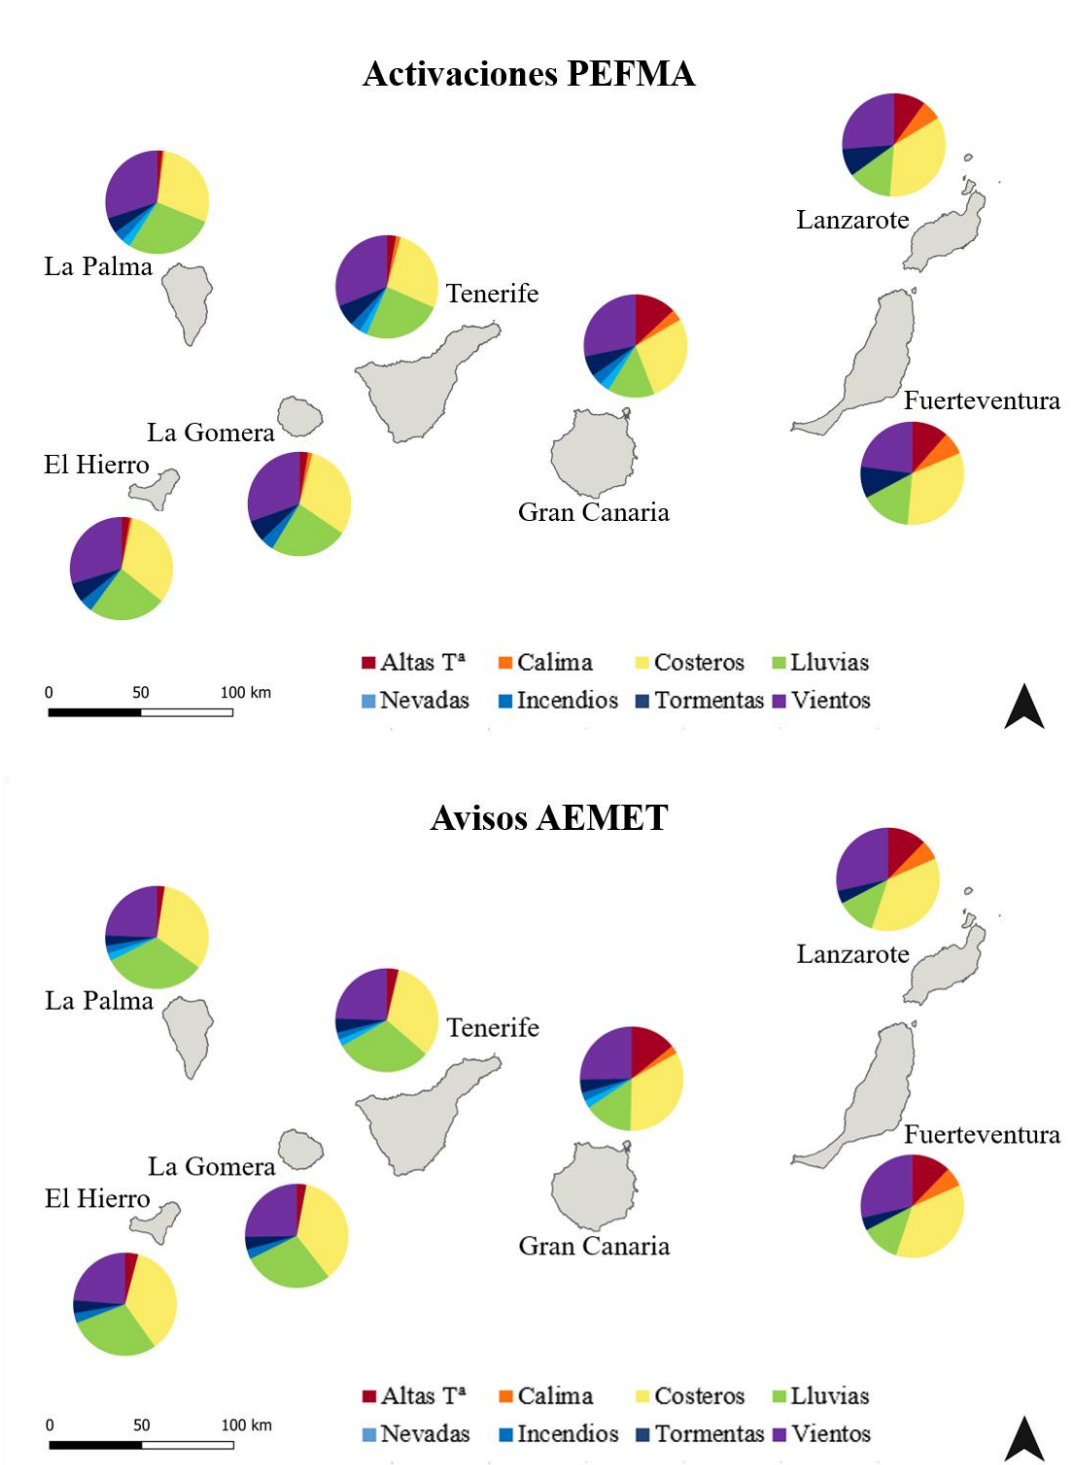 Activaciones PEFMA
Lanzarote
La Palma
Tenerife
Fuerteventura
La Gomera
El Hierro
Gran Canaria
Altas Tª Calima Costeros Lluvias
Nevadas Incendios Tormentas Vientos
0 50 100 km
Avisos AEMET
Lanzarote
La Palma
Tenerife
Fuerteventura
La Gomera
El Hierro
Gran Canaria
Altas Tª Calima Costeros Lluvias
Nevadas Incendios Tormentas Vientos
0 50 100 km